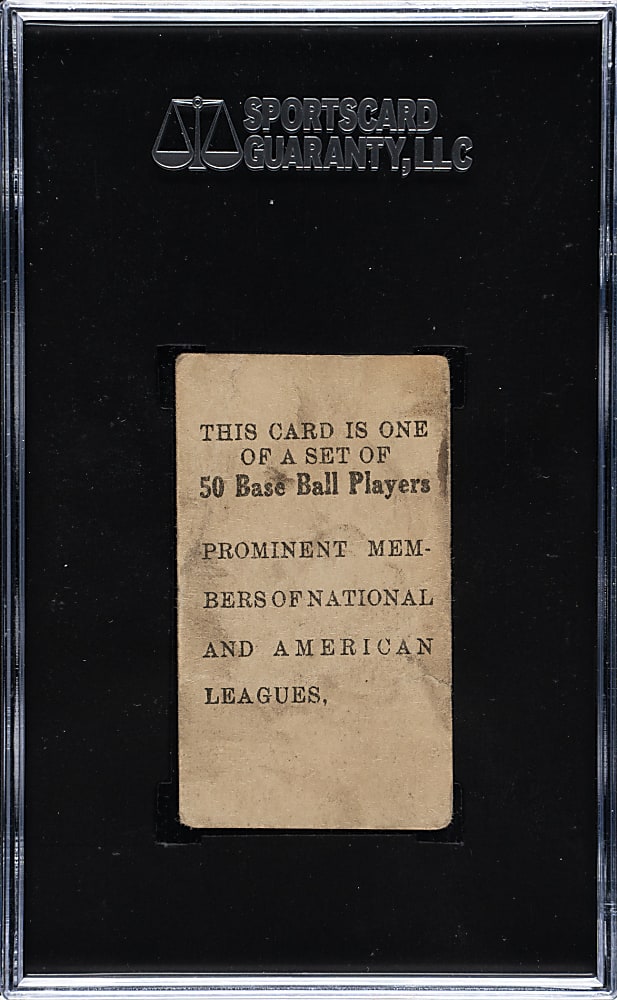 SPORTSCARD
GUARANTY, LLC
THIS CARD IS ONE
OF A SET OF
50 Base Ball Players
PROMINENT MEM-
BERS OF NATIONAL
AND AMERICAN
LEAGUES,